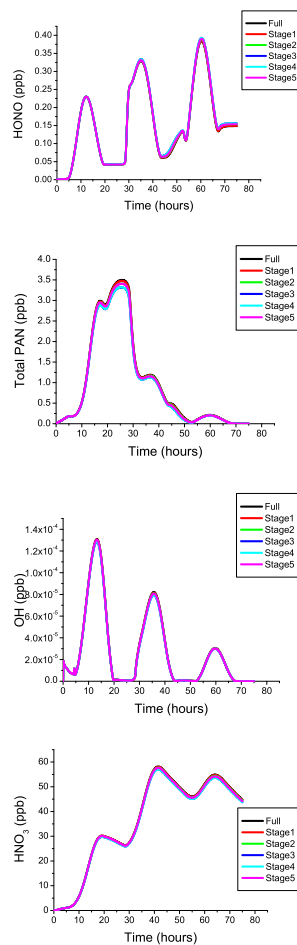 Full
Stage1
Stage2
Stage3
Stage4
Stage5
HONO (ppb)
0.40
0.35
0.30
0.25
0.20
0.15
0.10
0.05
0.00
0 10 20 30 40 50 60 70 80
Time (hours)
Full
Stage1
Stage2
Stage3
Stage4
Stage5
Total PAN (ppb)
4.0
3.5
3.0
2.5
2.0
1.5
1.0
0.5
0.0
0 10 20 30 40 50 60 70 80
Time (hours)
Full
Stage1
Stage2
Stage3
Stage4
Stage5
OH (ppb)
1.4x10⁻⁴
1.2x10⁻⁴
1.0x10⁻⁴
8.0x10⁻⁵
6.0x10⁻⁵
4.0x10⁻⁵
2.0x10⁻⁵
0.0
0 10 20 30 40 50 60 70 80
Time (hours)
Full
Stage1
Stage2
Stage3
Stage4
Stage5
HNO₃ (ppb)
60
50
40
30
20
10
0
0 10 20 30 40 50 60 70 80
Time (hours)